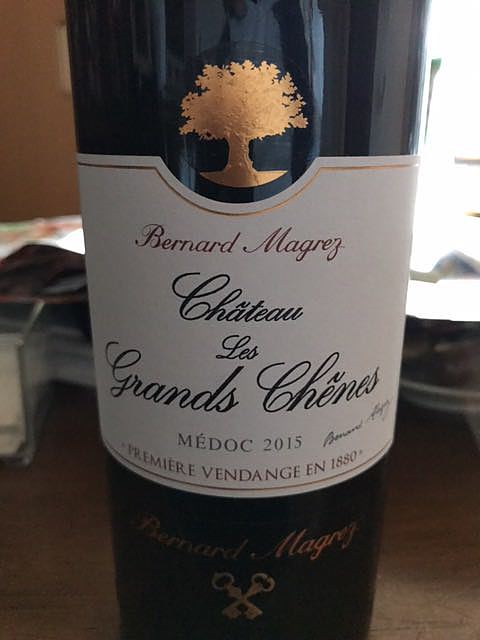 Bernard Magrez
Château
Les
Grands Chênes
MÉDOC 2015
Bernard Magrez
"PREMIÈRE VENDANGE EN 1880"
Bernard Magrez